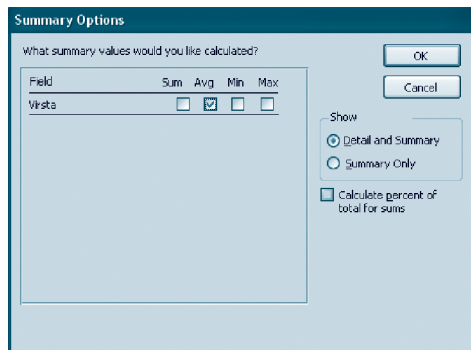 Summary Options
What summary values would you like calculated?
OK
Cancel
Field Sum Avg Min Max
Virsta
Show
Detail and Summary
Summary Only
Calculate percent of
total for sums